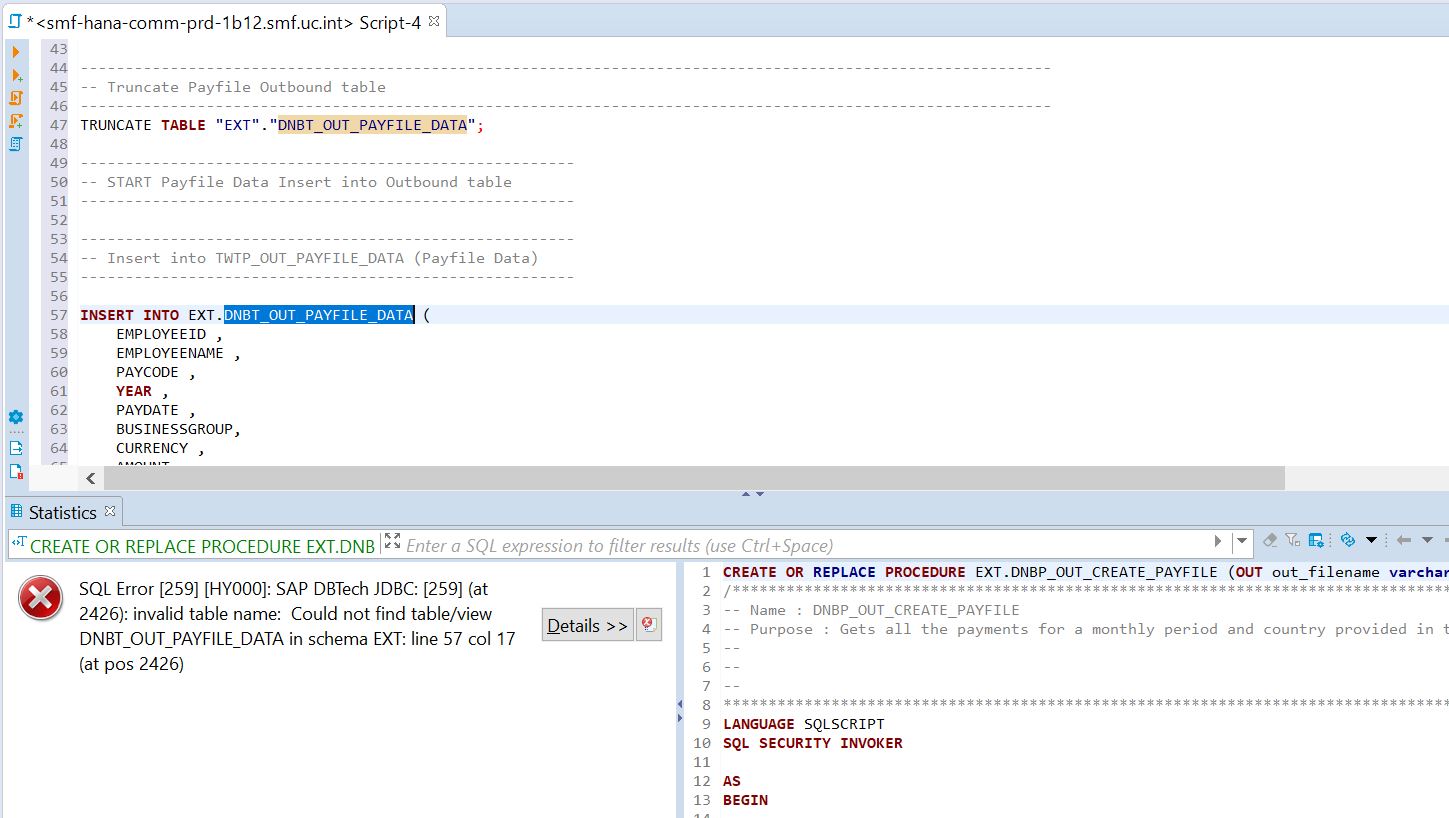 *<smf-hana-comm-prd-1b12.smf.uc.int> Script-4
43
44 ------------------------------------------------------------------------------------------------------------
45 -- Truncate Payfile Outbound table
46 ------------------------------------------------------------------------------------------------------------
47 TRUNCATE TABLE "EXT"."DNBT_OUT_PAYFILE_DATA";
48
49 -------------------------------------------------------
50 -- START Payfile Data Insert into Outbound table
51 -------------------------------------------------------
52
53 -------------------------------------------------------
54 -- Insert into TWTP_OUT_PAYFILE_DATA (Payfile Data)
55 -------------------------------------------------------
56
57 INSERT INTO EXT.DNBT_OUT_PAYFILE_DATA (
58 EMPLOYEEID ,
59 EMPLOYEENAME ,
60 PAYCODE ,
61 YEAR ,
62 PAYDATE ,
63 BUSINESSGROUP,
64 CURRENCY ,
65 AMOUNT
Statistics
CREATE OR REPLACE PROCEDURE EXT.DNB Enter a SQL expression to filter results (use Ctrl+Space)
SQL Error [259] [HY000]: SAP DBTech JDBC: [259] (at
2426): invalid table name:  Could not find table/view
DNBT_OUT_PAYFILE_DATA in schema EXT: line 57 col 17
(at pos 2426)
Details >>
1 CREATE OR REPLACE PROCEDURE EXT.DNBP_OUT_CREATE_PAYFILE (OUT out_filename varchar
2 /********************************************************************************
3 -- Name : DNBP_OUT_CREATE_PAYFILE
4 -- Purpose : Gets all the payments for a monthly period and country provided in t
5 --
6 --
7 --
8 *********************************************************************************
9 LANGUAGE SQLSCRIPT
10 SQL SECURITY INVOKER
11
12 AS
13 BEGIN
14